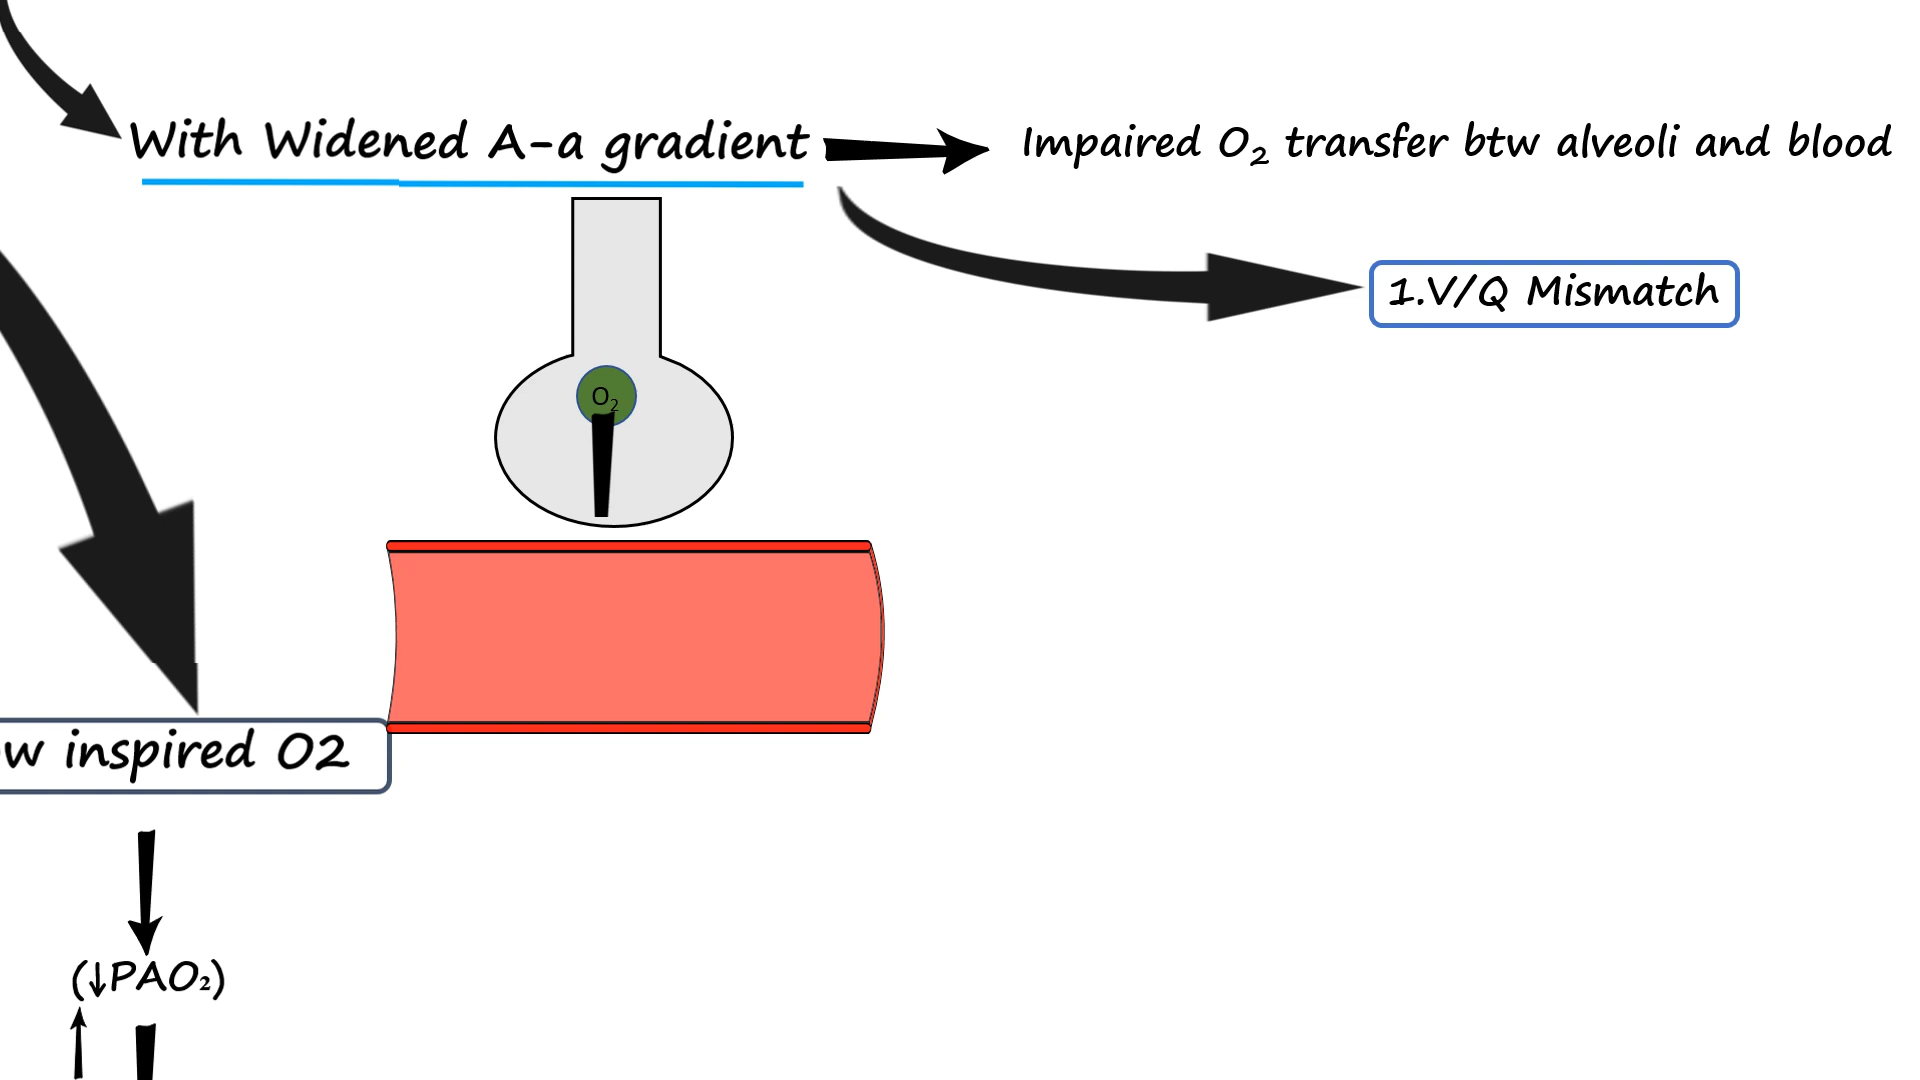 With Widened A-a gradient
Impaired O₂ transfer btw alveoli and blood
1.V/Q Mismatch
O₂
inspired O2
(↓PAO₂)